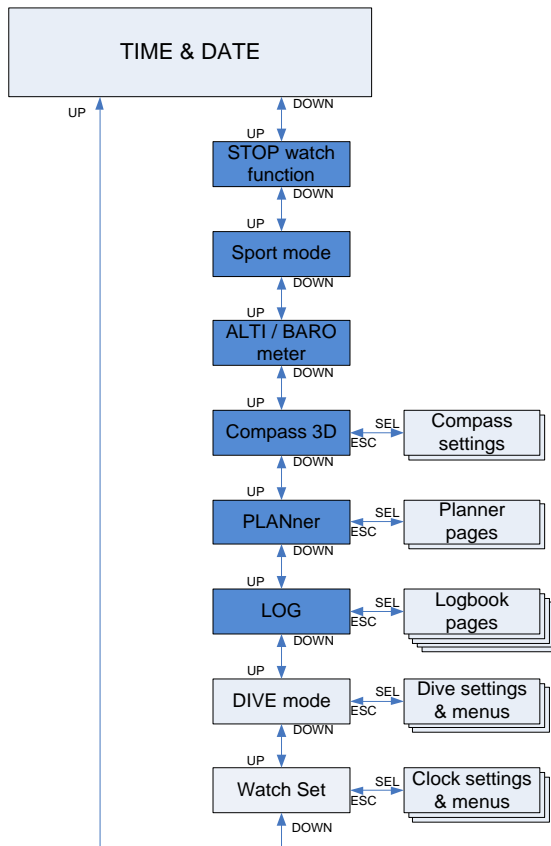 TIME & DATE
UP
DOWN
UP
STOP watch
function
DOWN
UP
Sport mode
DOWN
UP
ALTI / BARO
meter
DOWN
UP
Compass 3D
SEL
ESC
Compass
settings
DOWN
UP
PLANner
SEL
ESC
Planner
pages
DOWN
UP
LOG
SEL
ESC
Logbook
pages
DOWN
UP
DIVE mode
SEL
ESC
Dive settings
& menus
DOWN
UP
Watch Set
SEL
ESC
Clock settings
& menus
DOWN